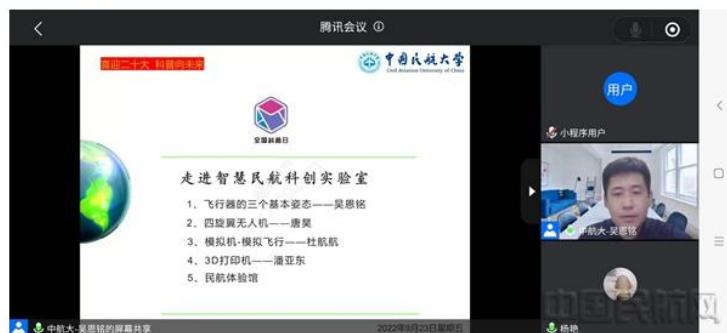 腾讯会议
喜迎二十大 科普向未来
中国民航大学
Civil Aviation University of China
全国科普日
走进智慧民航科创实验室
1、飞行器的三个基本姿态——吴恩铭
2、四旋翼无人机——唐昊
3、模拟机-模拟飞行——杜航航
4、3D打印机——潘亚东
5、民航体验馆
用户
小程序用户
中航大-吴恩铭
中航大-吴恩铭的屏幕共享
2022年9月23日星期五
杨艳
中国民航网